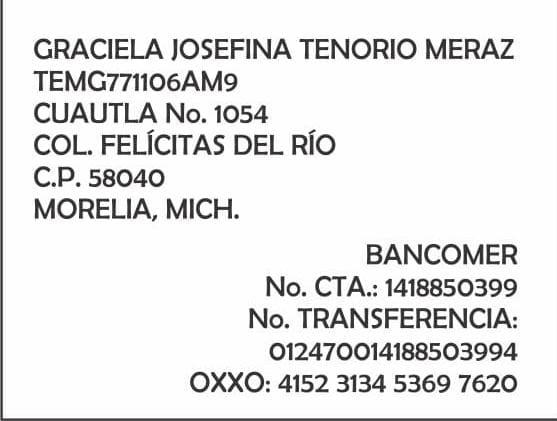 GRACIELA JOSEFINA TENORIO MERAZ
TEMG771106AM9
CUAUTLA No. 1054
COL. FELÍCITAS DEL RÍO
C.P. 58040
MORELIA, MICH.
BANCOMER
No. CTA.: 1418850399
No. TRANSFERENCIA:
012470014188503994
OXXO: 4152 3134 5369 7620